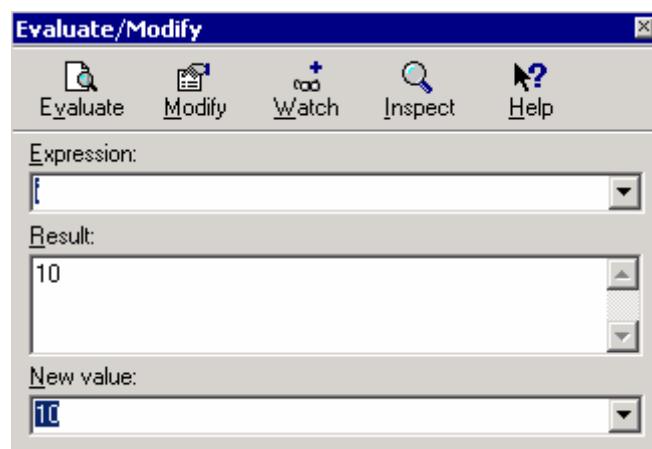 Evaluate/Modify
Evaluate Modify Watch Inspect Help
Expression:
Result:
10
New value:
10